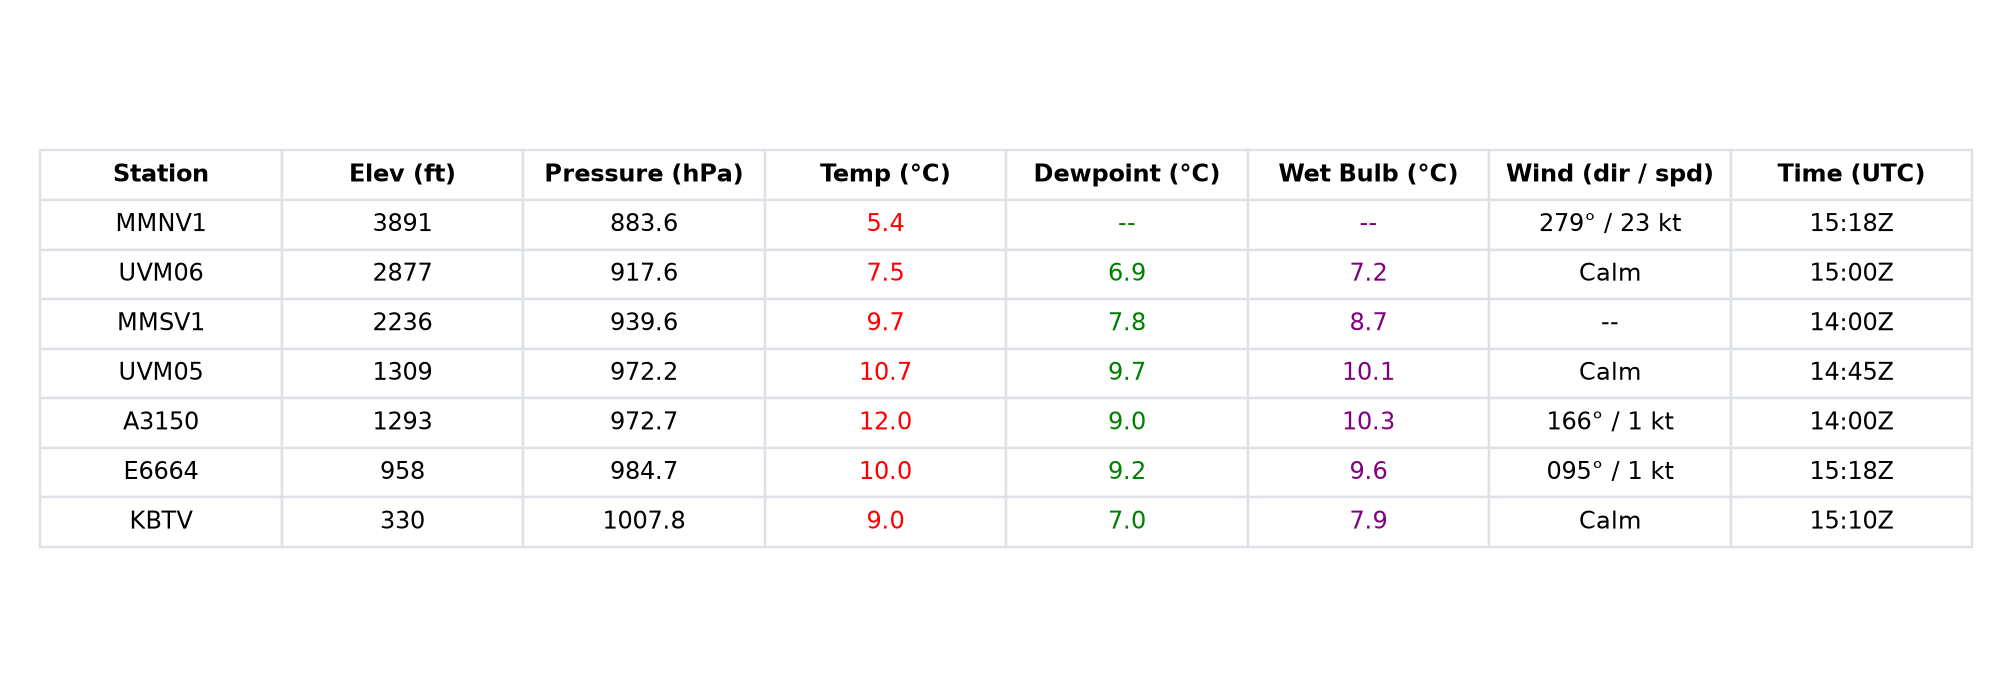 Station Elev (ft) Pressure (hPa) Temp (°C) Dewpoint (°C) Wet Bulb (°C) Wind (dir / spd) Time (UTC)
MMNV1 3891 883.6 5.4 -- -- 279° / 23 kt 15:18Z
UVM06 2877 917.6 7.5 6.9 7.2 Calm 15:00Z
MMSV1 2236 939.6 9.7 7.8 8.7 -- 14:00Z
UVM05 1309 972.2 10.7 9.7 10.1 Calm 14:45Z
A3150 1293 972.7 12.0 9.0 10.3 166° / 1 kt 14:00Z
E6664 958 984.7 10.0 9.2 9.6 095° / 1 kt 15:18Z
KBTV 330 1007.8 9.0 7.0 7.9 Calm 15:10Z